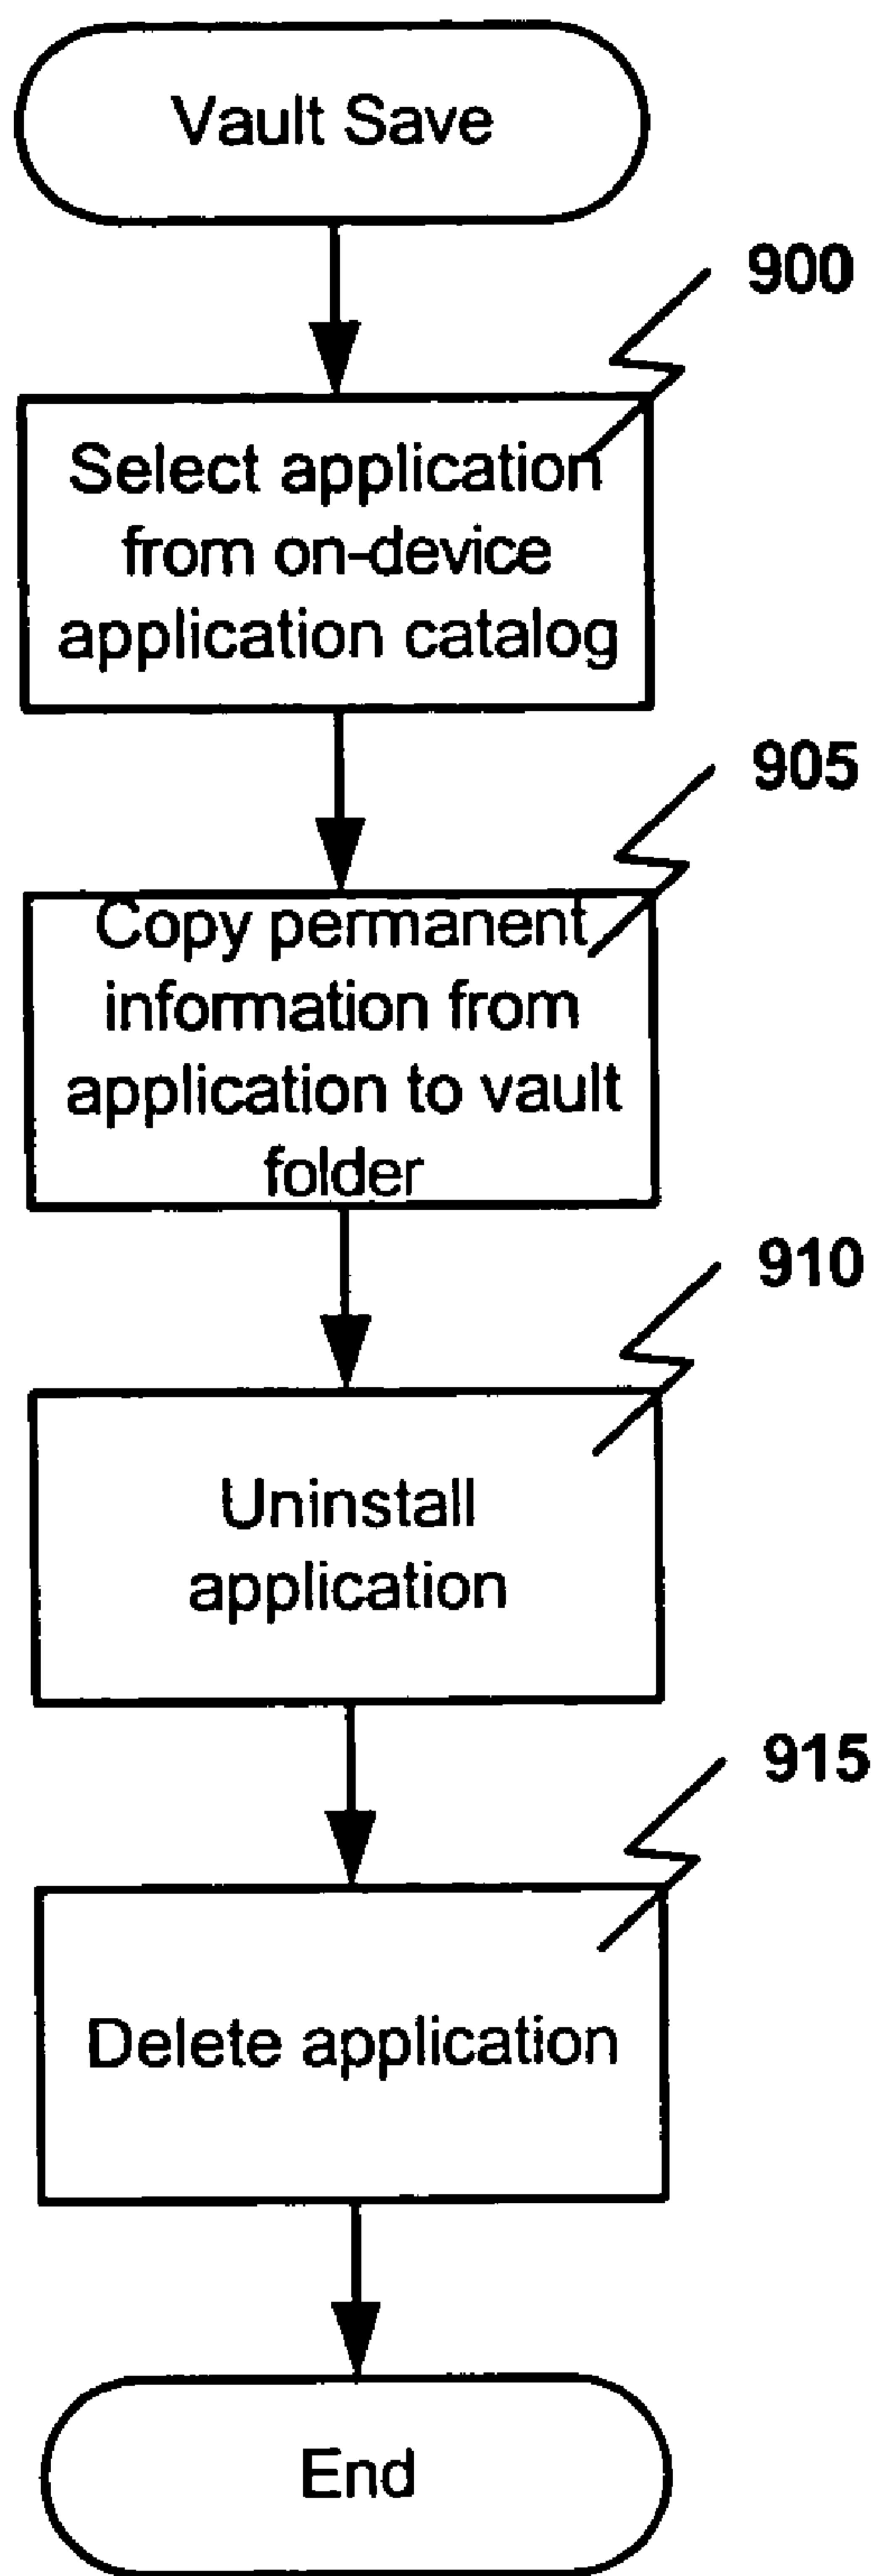 Vault Save
900
Select application
from on-device
application catalog
905
Copy permanent
information from
application to vault
folder
910
Uninstall
application
915
Delete application
End